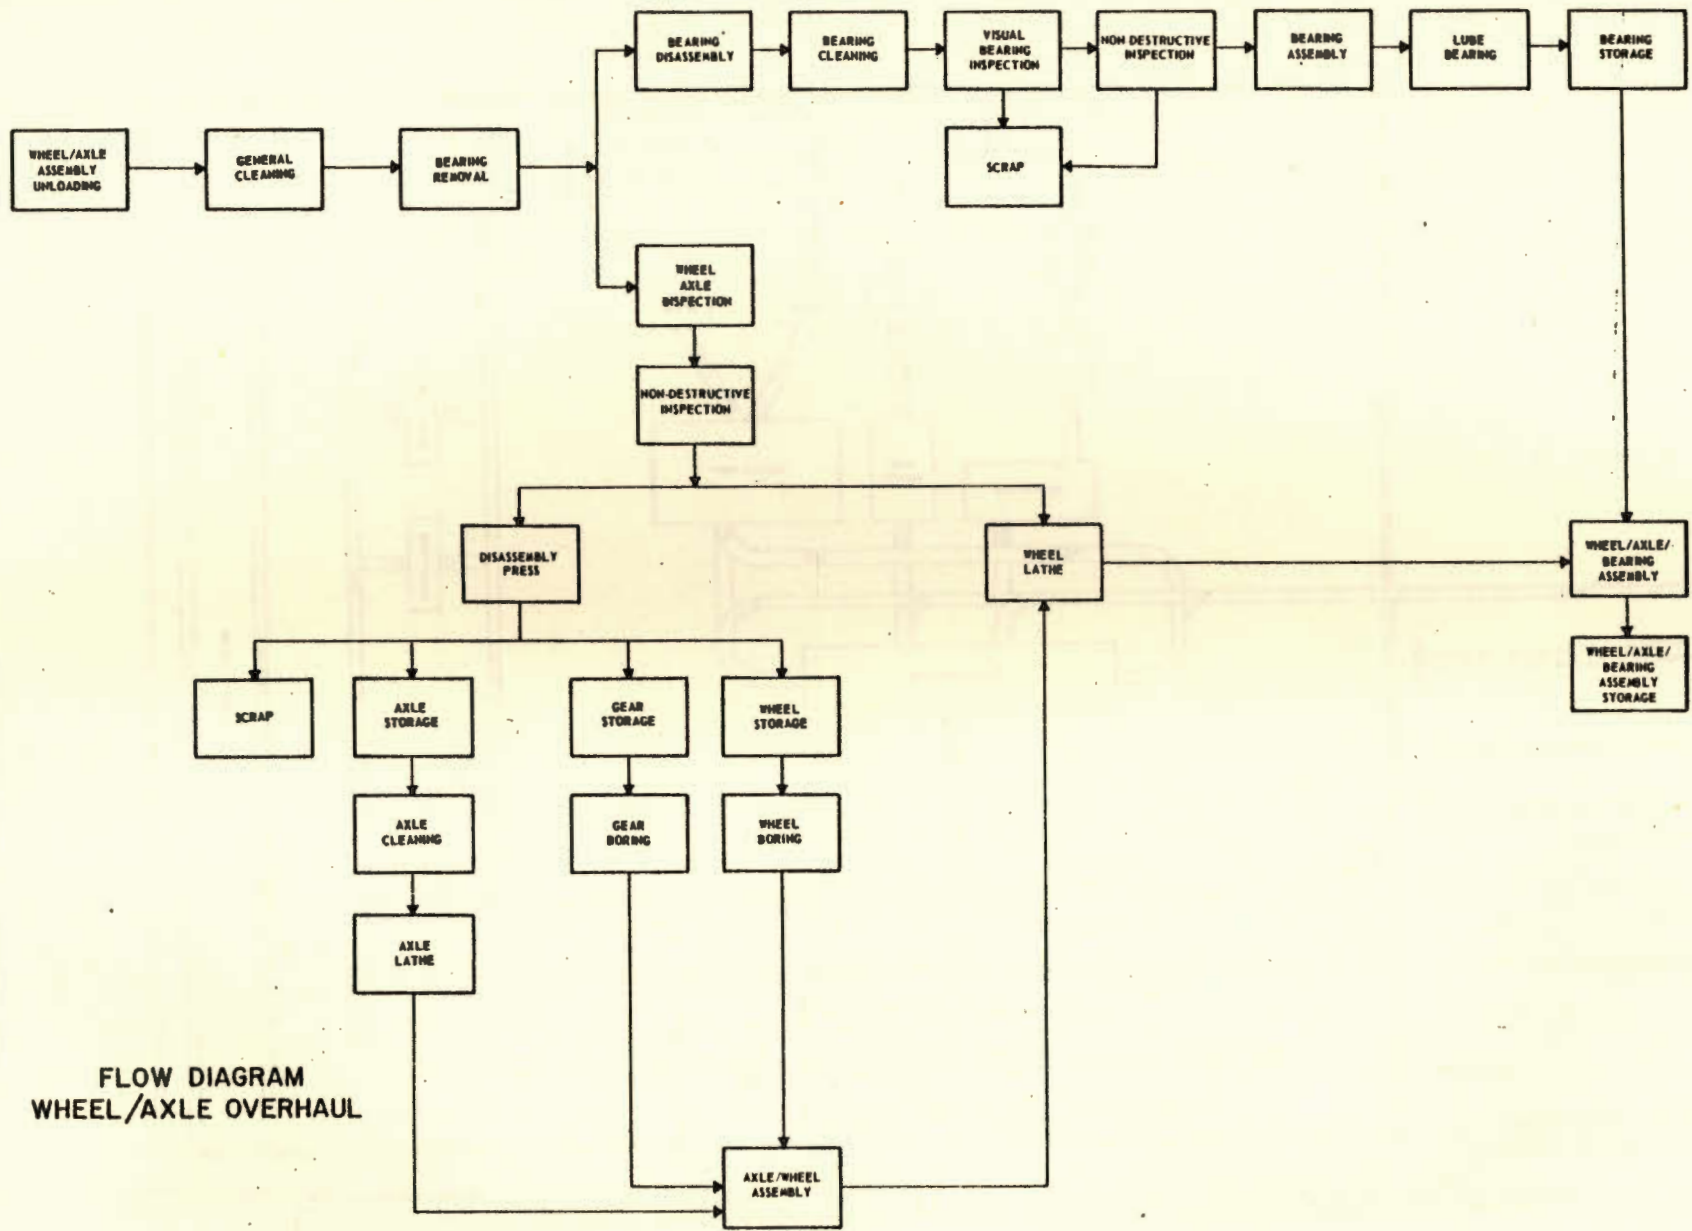 BEARING
DISASSEMBLY
BEARING
CLEANING
VISUAL
BEARING
INSPECTION
NON DESTRUCTIVE
INSPECTION
BEARING
ASSEMBLY
LUBE
BEARING
BEARING
STORAGE
WHEEL/AXLE
ASSEMBLY
UNLOADING
GENERAL
CLEANING
BEARING
REMOVAL
SCRAP
WHEEL
AXLE
INSPECTION
NON-DESTRUCTIVE
INSPECTION
DISASSEMBLY
PRESS
WHEEL
LATHE
WHEEL/AXLE/
BEARING
ASSEMBLY
WHEEL/AXLE/
BEARING
ASSEMBLY
STORAGE
SCRAP
AXLE
STORAGE
GEAR
STORAGE
WHEEL
STORAGE
AXLE
CLEANING
GEAR
BORING
WHEEL
BORING
AXLE
LATHE
FLOW DIAGRAM
WHEEL/AXLE OVERHAUL
AXLE/WHEEL
ASSEMBLY